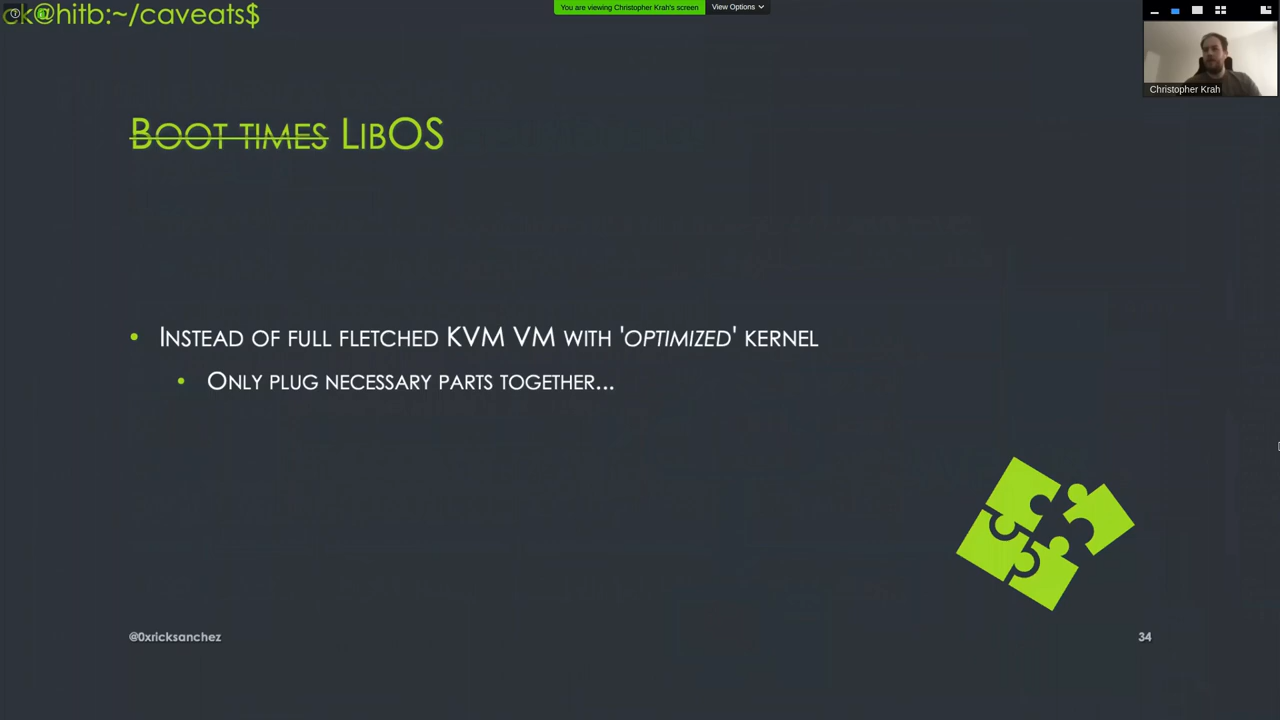 ck@hitb:~/caveats$
You are viewing Christopher Krah's screen
View Options
Christopher Krah
BOOT TIMES LIBOS
INSTEAD OF FULL FLETCHED KVM VM WITH 'OPTIMIZED' KERNEL
ONLY PLUG NECESSARY PARTS TOGETHER...
@0xricksanchez
34